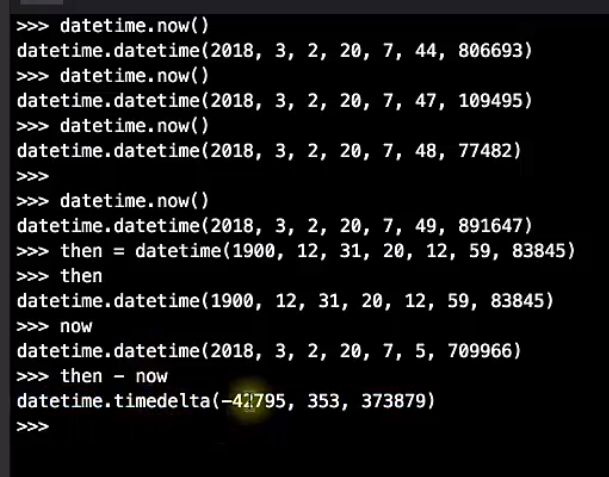 >>> datetime.now()
datetime.datetime(2018, 3, 2, 20, 7, 44, 806693)
>>> datetime.now()
datetime.datetime(2018, 3, 2, 20, 7, 47, 109495)
>>> datetime.now()
datetime.datetime(2018, 3, 2, 20, 7, 48, 77482)
>>>
>>> datetime.now()
datetime.datetime(2018, 3, 2, 20, 7, 49, 891647)
>>> then = datetime(1900, 12, 31, 20, 12, 59, 83845)
>>> then
datetime.datetime(1900, 12, 31, 20, 12, 59, 83845)
>>> now
datetime.datetime(2018, 3, 2, 20, 7, 5, 709966)
>>> then - now
datetime.timedelta(-42795, 353, 373879)
>>>